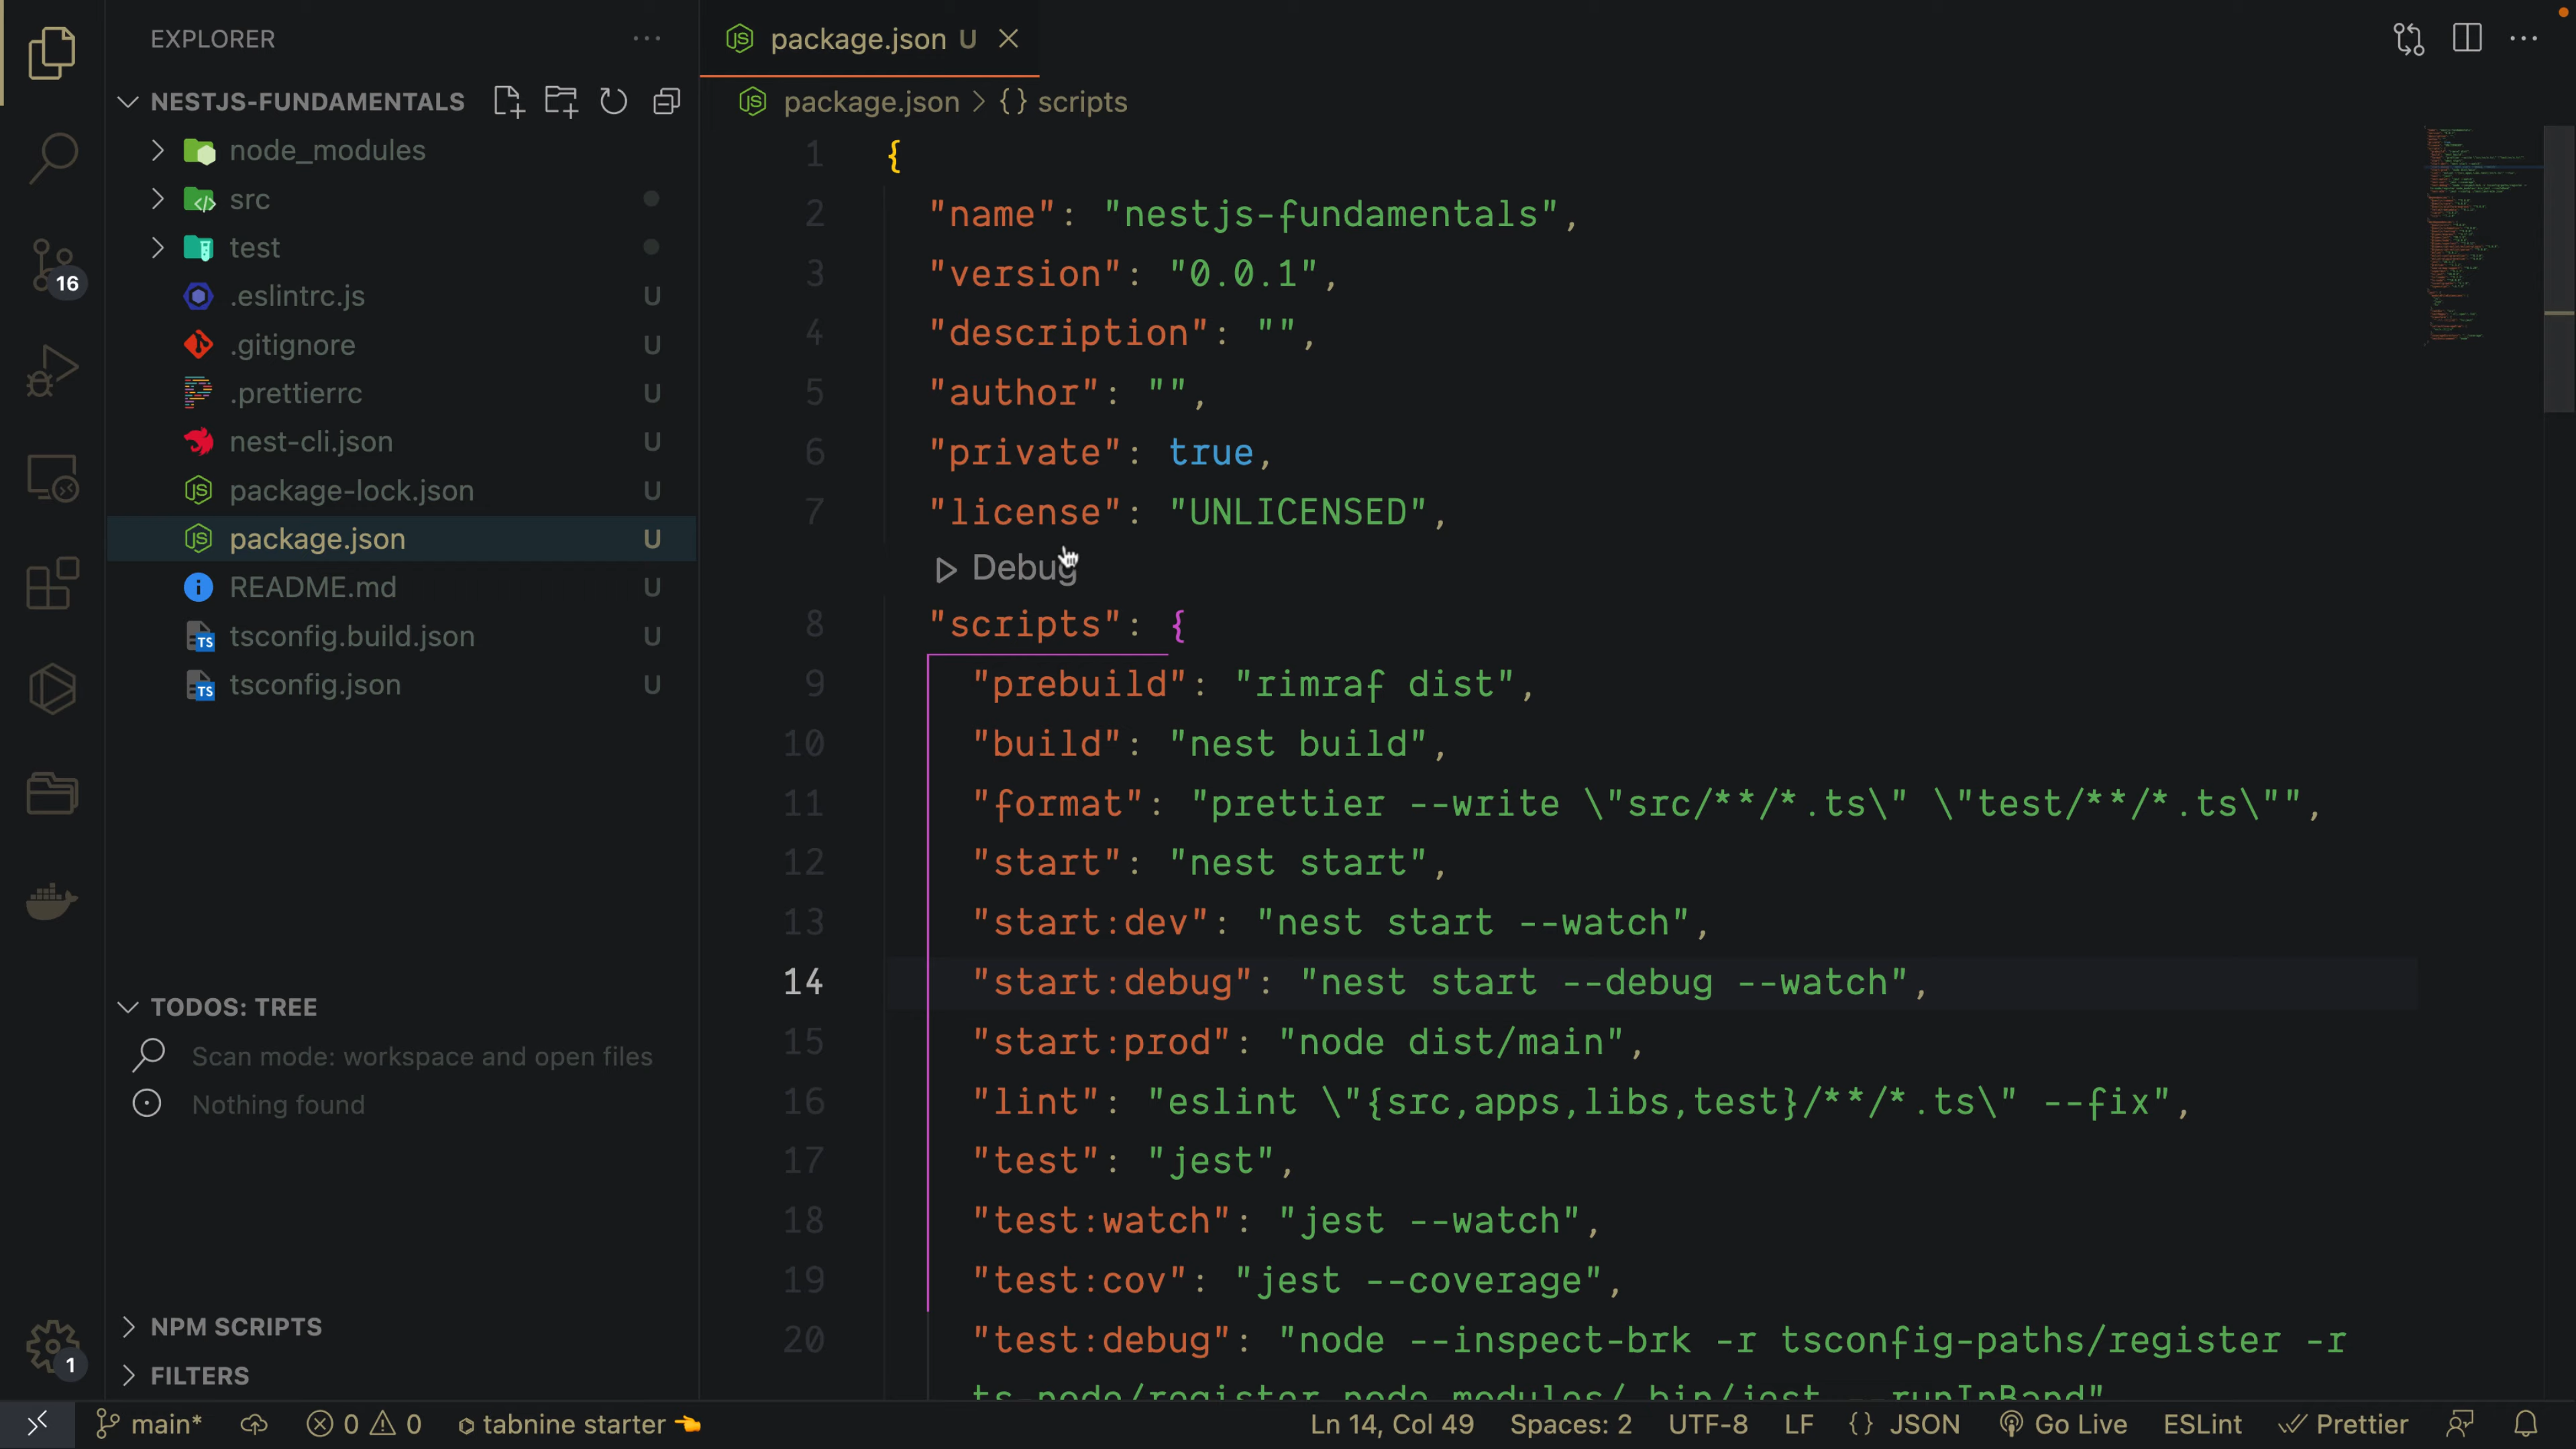 EXPLORER
NESTJS-FUNDAMENTALS
node_modules
src
test
.eslintrc.js U
.gitignore U
.prettierrc U
nest-cli.json U
package-lock.json U
package.json U
README.md U
tsconfig.build.json U
tsconfig.json U
TODOS: TREE
Scan mode: workspace and open files
Nothing found
NPM SCRIPTS
FILTERS
16
1
package.json U
package.json > {} scripts
1 {
2 "name": "nestjs-fundamentals",
3 "version": "0.0.1",
4 "description": "",
5 "author": "",
6 "private": true,
7 "license": "UNLICENSED",
Debug
8 "scripts": {
9 "prebuild": "rimraf dist",
10 "build": "nest build",
11 "format": "prettier --write \"src/**/*.ts\" \"test/**/*.ts\"",
12 "start": "nest start",
13 "start:dev": "nest start --watch",
14 "start:debug": "nest start --debug --watch",
15 "start:prod": "node dist/main",
16 "lint": "eslint \"{src,apps,libs,test}/**/*.ts\" --fix",
17 "test": "jest",
18 "test:watch": "jest --watch",
19 "test:cov": "jest --coverage",
20 "test:debug": "node --inspect-brk -r tsconfig-paths/register -r
ts-node/register node_modules/.bin/jest --runInBand"
main* 0 0 tabnine starter Ln 14, Col 49 Spaces: 2 UTF-8 LF {} JSON Go Live ESLint Prettier